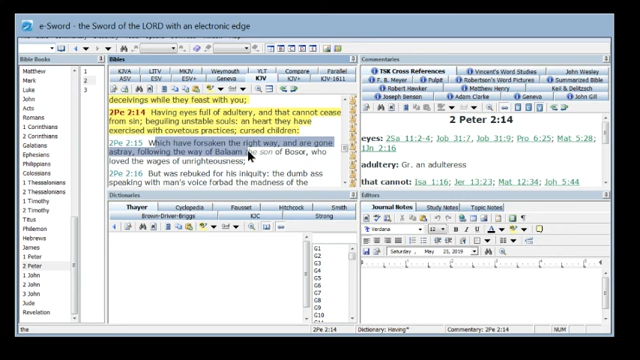 e-Sword - the Sword of the LORD with an electronic edge
Bible Books
Matthew
Mark
Luke
John
Acts
Romans
1 Corinthians
2 Corinthians
Galatians
Ephesians
Philippians
Colossians
1 Thessalonians
2 Thessalonians
1 Timothy
2 Timothy
Titus
Philemon
Hebrews
James
1 Peter
2 Peter
1 John
2 John
3 John
Jude
Revelation
1
2
3
Bibles
KJVA LITV MKJV Weymouth YLT Compare Parallel
ASV ESV ESV+ Geneva KJV KJV+ KJV-1611
deceivings while they feast with you;
2Pe 2:14 Having eyes full of adultery, and that cannot cease
from sin; beguiling unstable souls: an heart they have
exercised with covetous practices; cursed children:
2Pe 2:15 Which have forsaken the right way, and are gone
astray, following the way of Balaam the son of Bosor, who
loved the wages of unrighteousness;
2Pe 2:16 But was rebuked for his iniquity: the dumb ass
speaking with man's voice forbad the madness of the
Dictionaries
Thayer Cyclopedia Fausset Hitchcock Smith
Brown-Driver-Briggs KJC Strong
G1
G2
G3
G4
G5
G6
G7
G8
G9
G10
G11
Commentaries
TSK Cross References Vincent's Word Studies John Wesley
F. B. Meyer Pulpit Robertson's Word Pictures Summarized Bible
Robert Hawker Matthew Henry Keil & Delitzsch
Joseph Benson Albert Barnes Geneva John Gill
2 Peter 2:14
eyes: 2Sa 11:2-4; Job 31:7, Job 31:9; Pro 6:25; Mat 5:28;
1Jn 2:16
adultery: Gr. an adulteress
that cannot: Isa 1:16; Jer 13:23; Mat 12:34; Joh 5:44
Editors
Journal Notes Study Notes Topic Notes
Verdana 12
Saturday , May 25, 2019
the
2Pe 2:14
Dictionary: Having*
Commentary: 2Pe 2:14
NUM